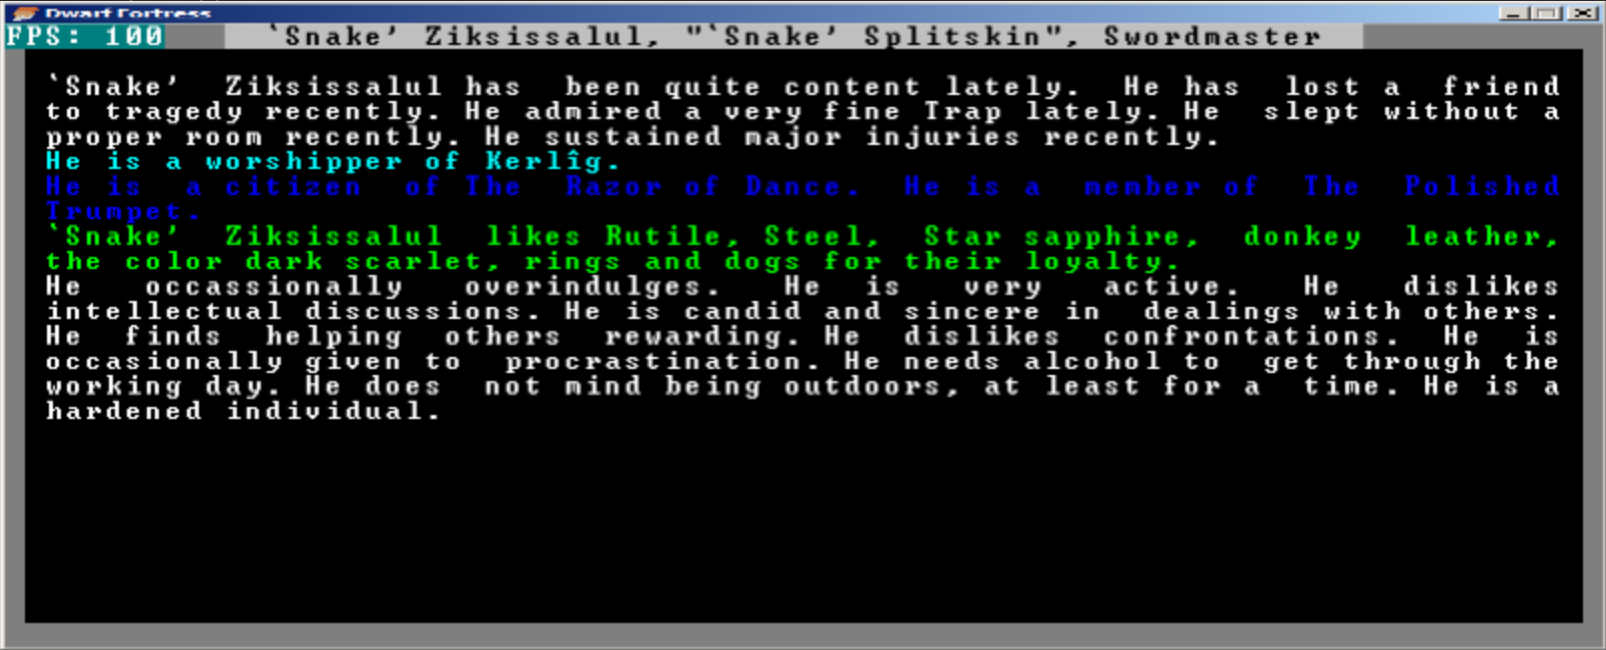 Dwarf Fortress
FPS: 100 `Snake' Ziksissalul, "`Snake' Splitskin", Swordmaster
`Snake' Ziksissalul has been quite content lately. He has lost a friend
to tragedy recently. He admired a very fine Trap lately. He slept without a
proper room recently. He sustained major injuries recently.
He is a worshipper of Kerlîg.
He is a citizen of The Razor of Dance. He is a member of The Polished
Trumpet.
`Snake' Ziksissalul likes Rutile, Steel, Star sapphire, donkey leather,
the color dark scarlet, rings and dogs for their loyalty.
He occassionally overindulges. He is very active. He dislikes
intellectual discussions. He is candid and sincere in dealings with others.
He finds helping others rewarding. He dislikes confrontations. He is
occasionally given to procrastination. He needs alcohol to get through the
working day. He does not mind being outdoors, at least for a time. He is a
hardened individual.